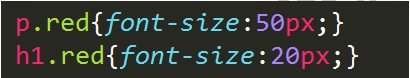 p.red{font-size:50px;}
h1.red{font-size:20px;}